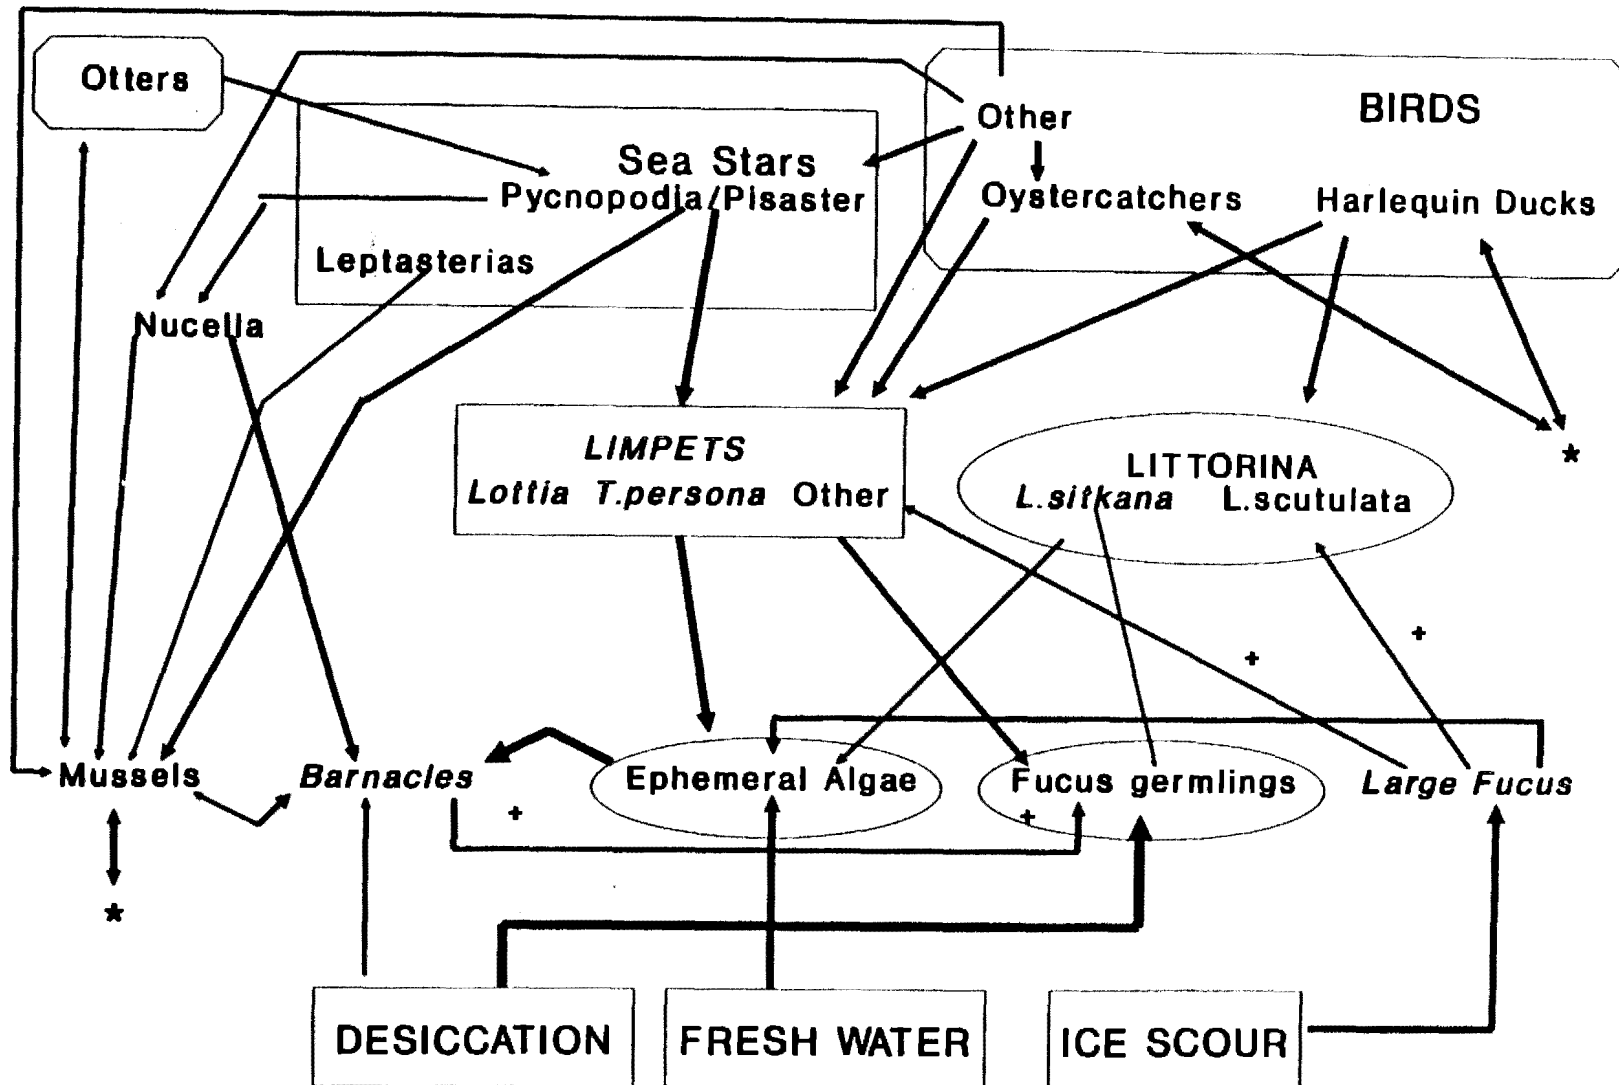 Otters
Other
BIRDS
Sea Stars
Pycnopodia/Pisaster
Oystercatchers
Harlequin Ducks
Leptasterias
Nucella
LIMPETS
Lottia T.persona Other
LITTORINA
L.sitkana L.scutulata
*
+
+
Mussels
Barnacles
Ephemeral Algae
Fucus germlings
Large Fucus
+
+
*
DESICCATION
FRESH WATER
ICE SCOUR